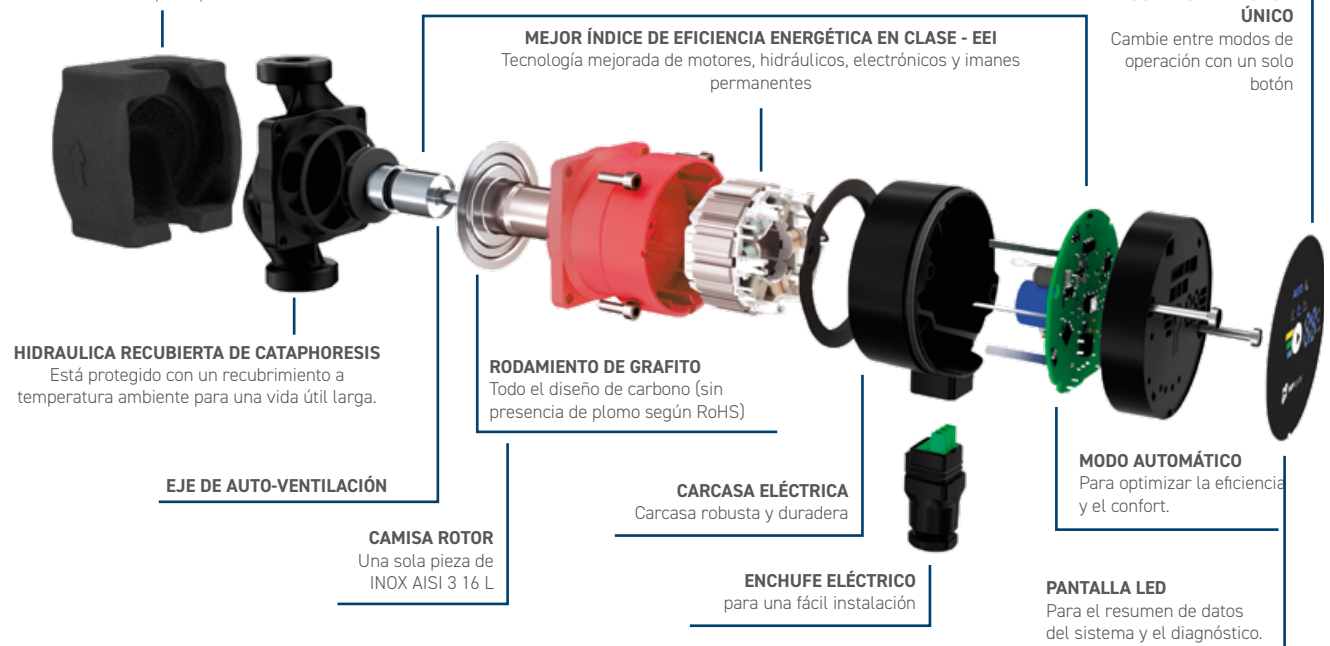 ÚNICO
Cambie entre modos de
operación con un solo
botón
MEJOR ÍNDICE DE EFICIENCIA ENERGÉTICA EN CLASE - EEI
Tecnología mejorada de motores, hidráulicos, electrónicos y imanes
permanentes
HIDRAULICA RECUBIERTA DE CATAPHORESIS
Está protegido con un recubrimiento a
temperatura ambiente para una vida útil larga.
RODAMIENTO DE GRAFITO
Todo el diseño de carbono (sin
presencia de plomo según RoHS)
EJE DE AUTO-VENTILACIÓN
CAMISA ROTOR
Una sola pieza de
INOX AISI 3 16 L
CARCASA ELÉCTRICA
Carcasa robusta y duradera
ENCHUFE ELÉCTRICO
para una fácil instalación
MODO AUTOMÁTICO
Para optimizar la eficiencia
y el confort.
PANTALLA LED
Para el resumen de datos
del sistema y el diagnóstico.
AUTO